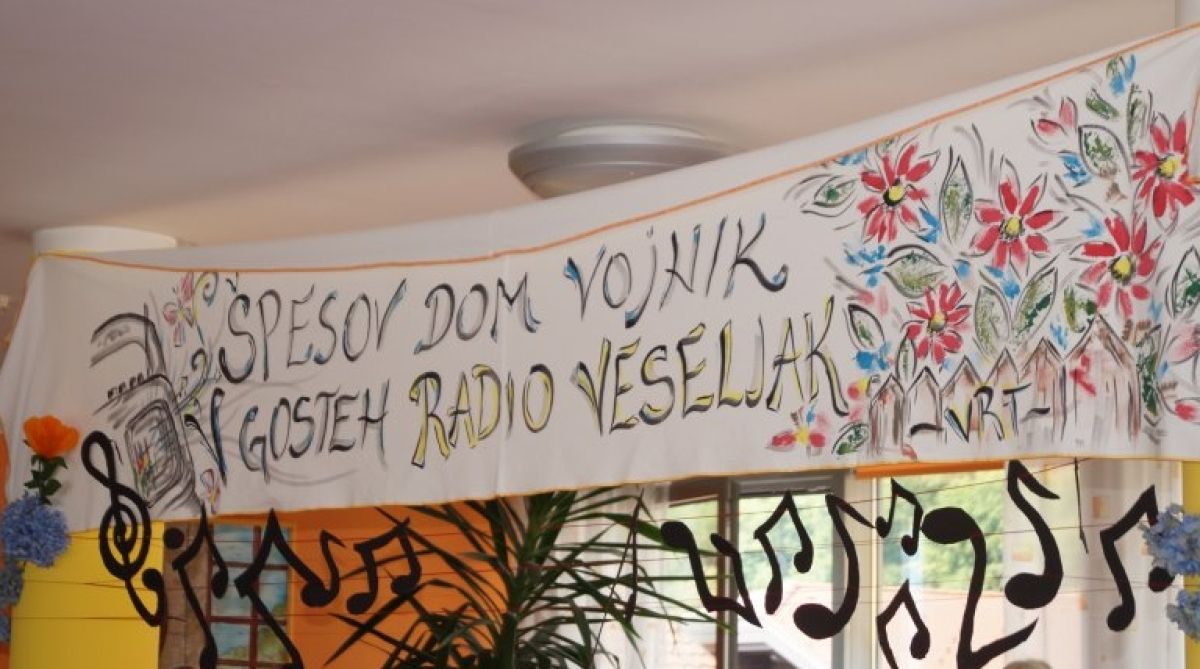 ŠPESOV DOM VOJNIK
V GOSTEH RADIO VESELJAK
-VRT-